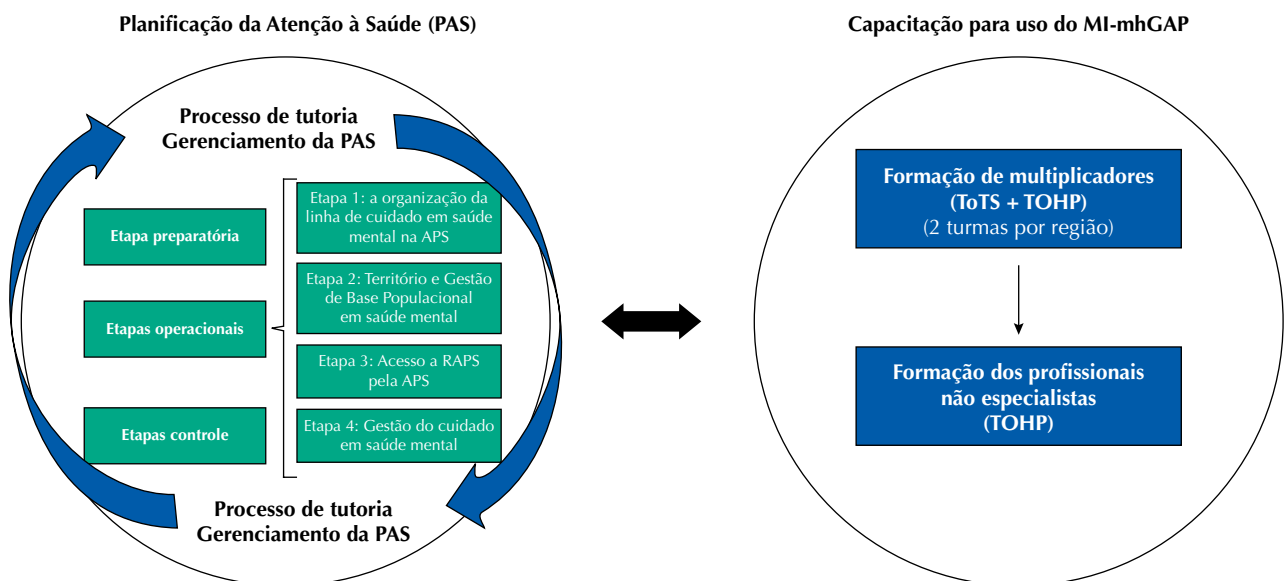 Planificação da Atenção à Saúde (PAS)
Processo de tutoria
Gerenciamento da PAS
Etapa preparatória
Etapas operacionais
Etapas controle
Etapa 1: a organização da
linha de cuidado em saúde
mental na APS
Etapa 2: Território e Gestão
de Base Populacional
em saúde mental
Etapa 3: Acesso a RAPS
pela APS
Etapa 4: Gestão do cuidado
em saúde mental
Processo de tutoria
Gerenciamento da PAS
Capacitação para uso do MI-mhGAP
Formação de multiplicadores
(ToTS + TOHP)
(2 turmas por região)
Formação dos profissionais
não especialistas
(TOHP)